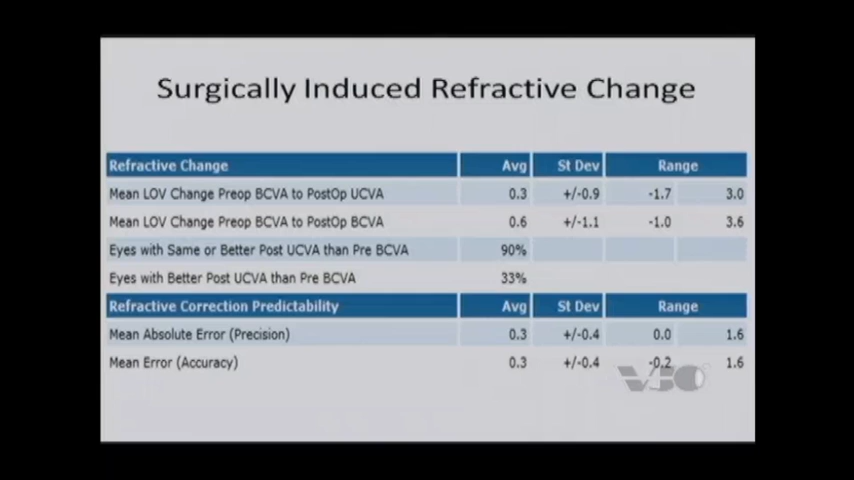 Surgically Induced Refractive Change
Refractive Change Avg St Dev Range
Mean LOV Change Preop BCVA to PostOp UCVA 0.3 +/-0.9 -1.7 3.0
Mean LOV Change Preop BCVA to PostOp BCVA 0.6 +/-1.1 -1.0 3.6
Eyes with Same or Better Post UCVA than Pre BCVA 90%
Eyes with Better Post UCVA than Pre BCVA 33%
Refractive Correction Predictability Avg St Dev Range
Mean Absolute Error (Precision) 0.3 +/-0.4 0.0 1.6
Mean Error (Accuracy) 0.3 +/-0.4 -0.2 1.6